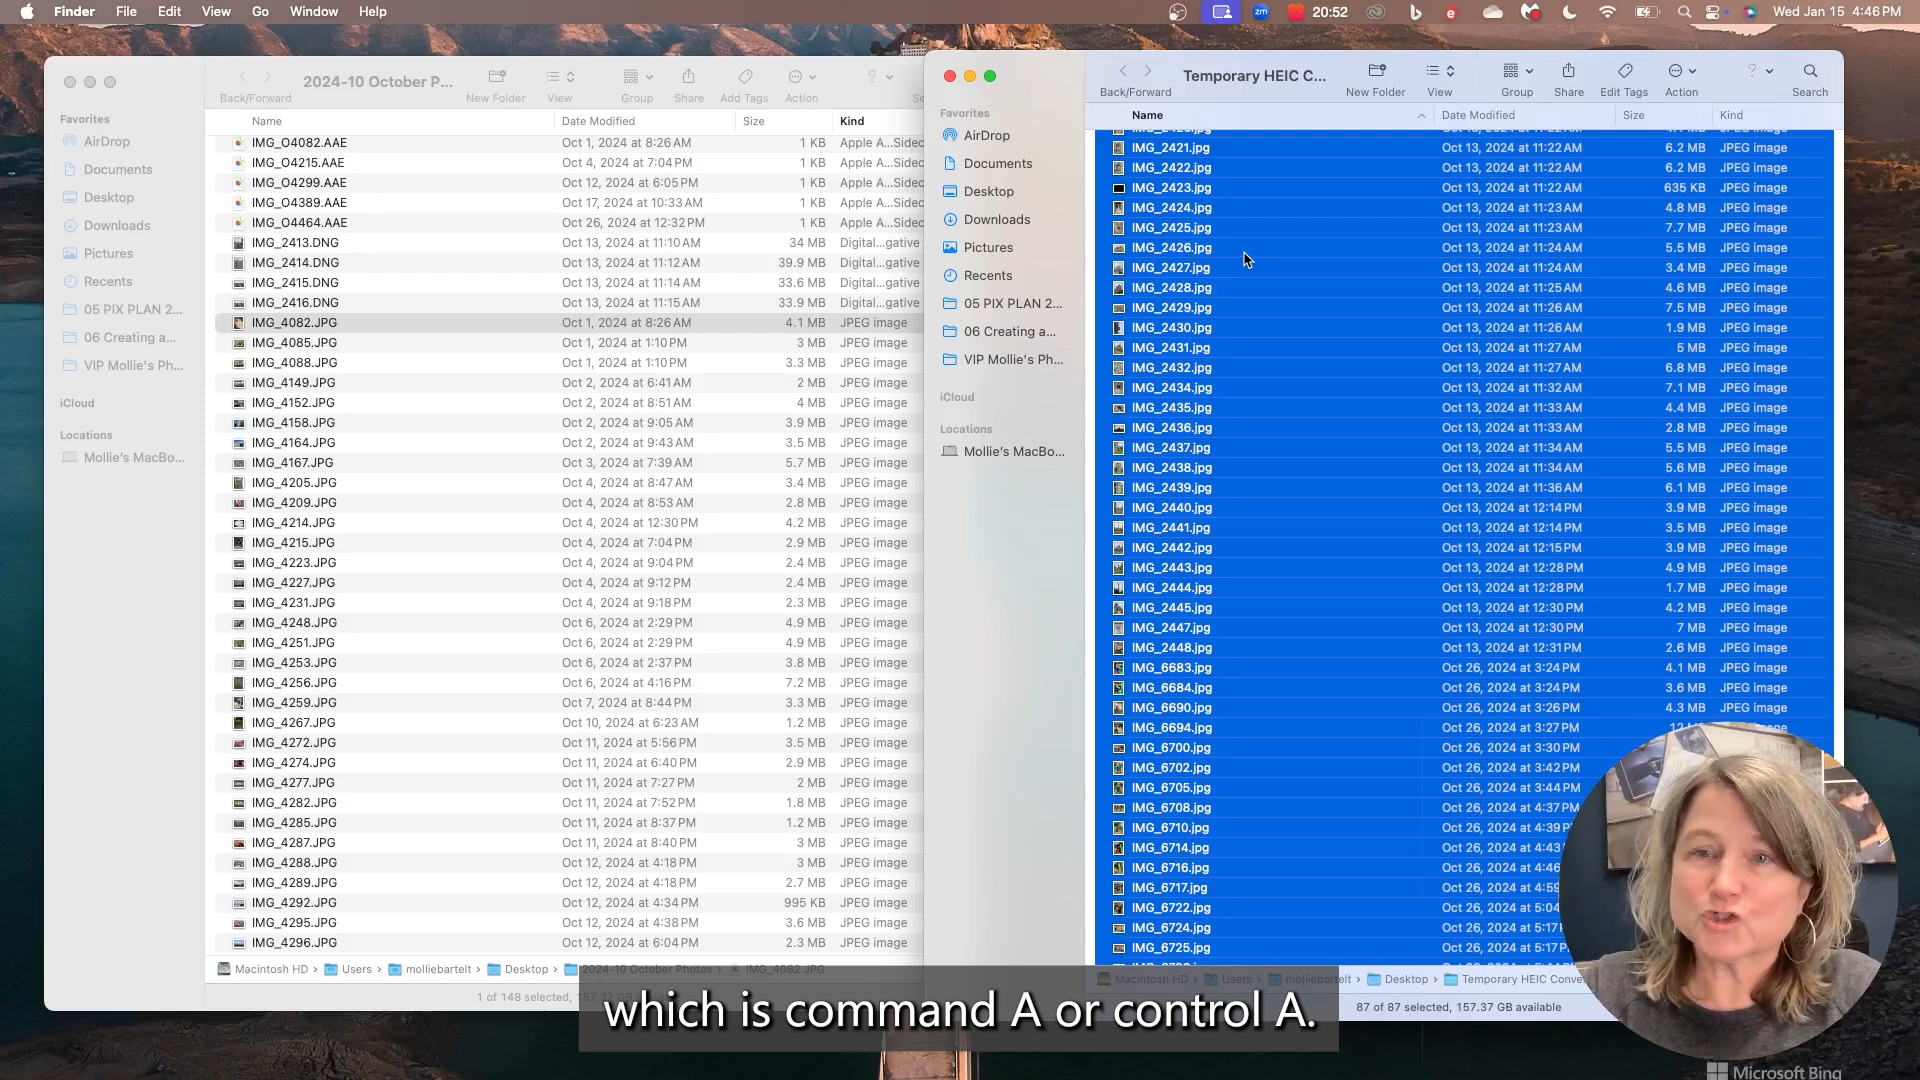 Finder File Edit View Go Window Help
zm 20:52 Wed Jan 15 4:46 PM
2024-10 October P...
Back/Forward New Folder View Group Share Add Tags Action
Favorites
AirDrop
Documents
Desktop
Downloads
Pictures
Recents
05 PIX PLAN 2...
06 Creating a...
VIP Mollie's Ph...
iCloud
Locations
Mollie's MacBo...
Name Date Modified Size Kind
IMG_O4082.AAE Oct 1, 2024 at 8:26 AM 1 KB Apple A...Sidec
IMG_O4215.AAE Oct 4, 2024 at 7:04 PM 1 KB Apple A...Sidec
IMG_O4299.AAE Oct 12, 2024 at 6:05 PM 1 KB Apple A...Sidec
IMG_O4389.AAE Oct 17, 2024 at 10:33 AM 1 KB Apple A...Sidec
IMG_O4464.AAE Oct 26, 2024 at 12:32 PM 1 KB Apple A...Sidec
IMG_2413.DNG Oct 13, 2024 at 11:10 AM 34 MB Digital...gative
IMG_2414.DNG Oct 13, 2024 at 11:12 AM 39.9 MB Digital...gative
IMG_2415.DNG Oct 13, 2024 at 11:14 AM 33.6 MB Digital...gative
IMG_2416.DNG Oct 13, 2024 at 11:15 AM 33.9 MB Digital...gative
IMG_4082.JPG Oct 1, 2024 at 8:26 AM 4.1 MB JPEG image
IMG_4085.JPG Oct 1, 2024 at 1:10 PM 3 MB JPEG image
IMG_4088.JPG Oct 1, 2024 at 1:10 PM 3.3 MB JPEG image
IMG_4149.JPG Oct 2, 2024 at 6:41 AM 2 MB JPEG image
IMG_4152.JPG Oct 2, 2024 at 8:51 AM 4 MB JPEG image
IMG_4158.JPG Oct 2, 2024 at 9:05 AM 3.9 MB JPEG image
IMG_4164.JPG Oct 2, 2024 at 9:43 AM 3.5 MB JPEG image
IMG_4167.JPG Oct 3, 2024 at 7:39 AM 5.7 MB JPEG image
IMG_4205.JPG Oct 4, 2024 at 8:47 AM 3.4 MB JPEG image
IMG_4209.JPG Oct 4, 2024 at 8:53 AM 2.8 MB JPEG image
IMG_4214.JPG Oct 4, 2024 at 12:30 PM 4.2 MB JPEG image
IMG_4215.JPG Oct 4, 2024 at 7:04 PM 2.9 MB JPEG image
IMG_4223.JPG Oct 4, 2024 at 9:04 PM 2.4 MB JPEG image
IMG_4227.JPG Oct 4, 2024 at 9:12 PM 2.4 MB JPEG image
IMG_4231.JPG Oct 4, 2024 at 9:18 PM 2.3 MB JPEG image
IMG_4248.JPG Oct 6, 2024 at 2:29 PM 4.9 MB JPEG image
IMG_4251.JPG Oct 6, 2024 at 2:29 PM 4.9 MB JPEG image
IMG_4253.JPG Oct 6, 2024 at 2:37 PM 3.8 MB JPEG image
IMG_4256.JPG Oct 6, 2024 at 4:16 PM 7.2 MB JPEG image
IMG_4259.JPG Oct 7, 2024 at 8:44 PM 3.3 MB JPEG image
IMG_4267.JPG Oct 10, 2024 at 6:23 AM 1.2 MB JPEG image
IMG_4272.JPG Oct 11, 2024 at 5:56 PM 3.5 MB JPEG image
IMG_4274.JPG Oct 11, 2024 at 6:40 PM 2.9 MB JPEG image
IMG_4277.JPG Oct 11, 2024 at 7:27 PM 2 MB JPEG image
IMG_4282.JPG Oct 11, 2024 at 7:52 PM 1.8 MB JPEG image
IMG_4285.JPG Oct 11, 2024 at 8:37 PM 1.2 MB JPEG image
IMG_4287.JPG Oct 11, 2024 at 8:40 PM 3 MB JPEG image
IMG_4288.JPG Oct 12, 2024 at 4:18 PM 3 MB JPEG image
IMG_4289.JPG Oct 12, 2024 at 4:18 PM 2.7 MB JPEG image
IMG_4292.JPG Oct 12, 2024 at 4:34 PM 995 KB JPEG image
IMG_4295.JPG Oct 12, 2024 at 4:38 PM 3.6 MB JPEG image
IMG_4296.JPG Oct 12, 2024 at 6:04 PM 2.3 MB JPEG image
Macintosh HD › Users › molliebartelt › Desktop › 2024-10 October Photos › IMG_4082.JPG
1 of 148 selected, 157.37
Temporary HEIC C...
Back/Forward New Folder View Group Share Edit Tags Action Search
Favorites
AirDrop
Documents
Desktop
Downloads
Pictures
Recents
05 PIX PLAN 2...
06 Creating a...
VIP Mollie's Ph...
iCloud
Locations
Mollie's MacBo...
Name Date Modified Size Kind
IMG_2421.jpg Oct 13, 2024 at 11:22 AM 6.2 MB JPEG image
IMG_2422.jpg Oct 13, 2024 at 11:22 AM 6.2 MB JPEG image
IMG_2423.jpg Oct 13, 2024 at 11:22 AM 635 KB JPEG image
IMG_2424.jpg Oct 13, 2024 at 11:23 AM 4.8 MB JPEG image
IMG_2425.jpg Oct 13, 2024 at 11:23 AM 7.7 MB JPEG image
IMG_2426.jpg Oct 13, 2024 at 11:24 AM 5.5 MB JPEG image
IMG_2427.jpg Oct 13, 2024 at 11:24 AM 3.4 MB JPEG image
IMG_2428.jpg Oct 13, 2024 at 11:25 AM 4.6 MB JPEG image
IMG_2429.jpg Oct 13, 2024 at 11:26 AM 7.5 MB JPEG image
IMG_2430.jpg Oct 13, 2024 at 11:26 AM 1.9 MB JPEG image
IMG_2431.jpg Oct 13, 2024 at 11:27 AM 5 MB JPEG image
IMG_2432.jpg Oct 13, 2024 at 11:27 AM 6.8 MB JPEG image
IMG_2434.jpg Oct 13, 2024 at 11:32 AM 7.1 MB JPEG image
IMG_2435.jpg Oct 13, 2024 at 11:33 AM 4.4 MB JPEG image
IMG_2436.jpg Oct 13, 2024 at 11:33 AM 2.8 MB JPEG image
IMG_2437.jpg Oct 13, 2024 at 11:34 AM 5.5 MB JPEG image
IMG_2438.jpg Oct 13, 2024 at 11:34 AM 5.6 MB JPEG image
IMG_2439.jpg Oct 13, 2024 at 11:36 AM 6.1 MB JPEG image
IMG_2440.jpg Oct 13, 2024 at 12:14 PM 3.9 MB JPEG image
IMG_2441.jpg Oct 13, 2024 at 12:14 PM 3.5 MB JPEG image
IMG_2442.jpg Oct 13, 2024 at 12:15 PM 3.9 MB JPEG image
IMG_2443.jpg Oct 13, 2024 at 12:28 PM 4.9 MB JPEG image
IMG_2444.jpg Oct 13, 2024 at 12:28 PM 1.7 MB JPEG image
IMG_2445.jpg Oct 13, 2024 at 12:30 PM 4.2 MB JPEG image
IMG_2447.jpg Oct 13, 2024 at 12:30 PM 7 MB JPEG image
IMG_2448.jpg Oct 13, 2024 at 12:31 PM 2.6 MB JPEG image
IMG_6683.jpg Oct 26, 2024 at 3:24 PM 4.1 MB JPEG image
IMG_6684.jpg Oct 26, 2024 at 3:24 PM 3.6 MB JPEG image
IMG_6690.jpg Oct 26, 2024 at 3:26 PM 4.3 MB JPEG image
IMG_6694.jpg Oct 26, 2024 at 3:27 PM
IMG_6700.jpg Oct 26, 2024 at 3:30 PM
IMG_6702.jpg Oct 26, 2024 at 3:42 PM
IMG_6705.jpg Oct 26, 2024 at 3:44 PM
IMG_6708.jpg Oct 26, 2024 at 4:37 PM
IMG_6710.jpg Oct 26, 2024 at 4:39 P
IMG_6714.jpg Oct 26, 2024 at 4:43
IMG_6716.jpg Oct 26, 2024 at 4:46
IMG_6717.jpg Oct 26, 2024 at 4:59
IMG_6722.jpg Oct 26, 2024 at 5:04
IMG_6724.jpg Oct 26, 2024 at 5:17
IMG_6725.jpg Oct 26, 2024 at 5:17 P
Macintosh HD › Users › molliebartelt › Desktop › Temporary HEIC Conve
87 of 87 selected, 157.37 GB available
which is command A or control A.
Microsoft Bing